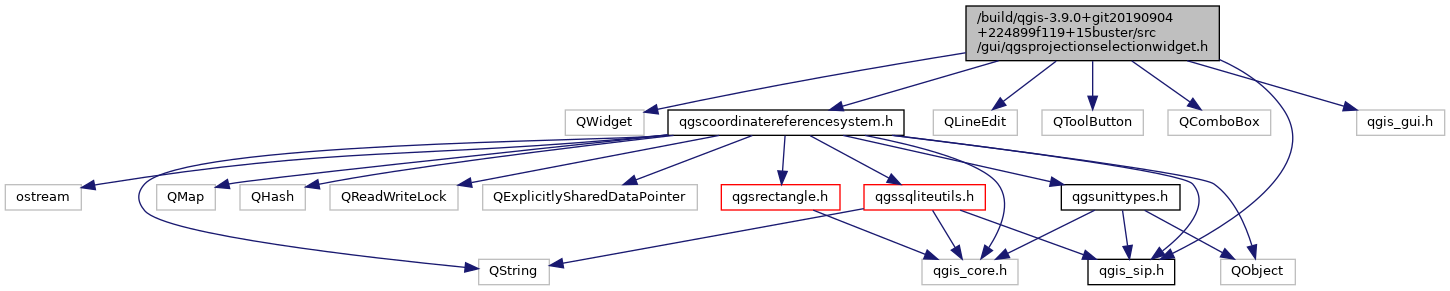 /build/qgis-3.9.0+git20190904
+224899f119+15buster/src
/gui/qgsprojectionselectionwidget.h
QWidget
qgscoordinatereferencesystem.h
QLineEdit
QToolButton
QComboBox
qgis_gui.h
ostream
QMap
QHash
QReadWriteLock
QExplicitlySharedDataPointer
qgsrectangle.h
qgssqliteutils.h
qgsunittypes.h
QString
qgis_core.h
qgis_sip.h
QObject